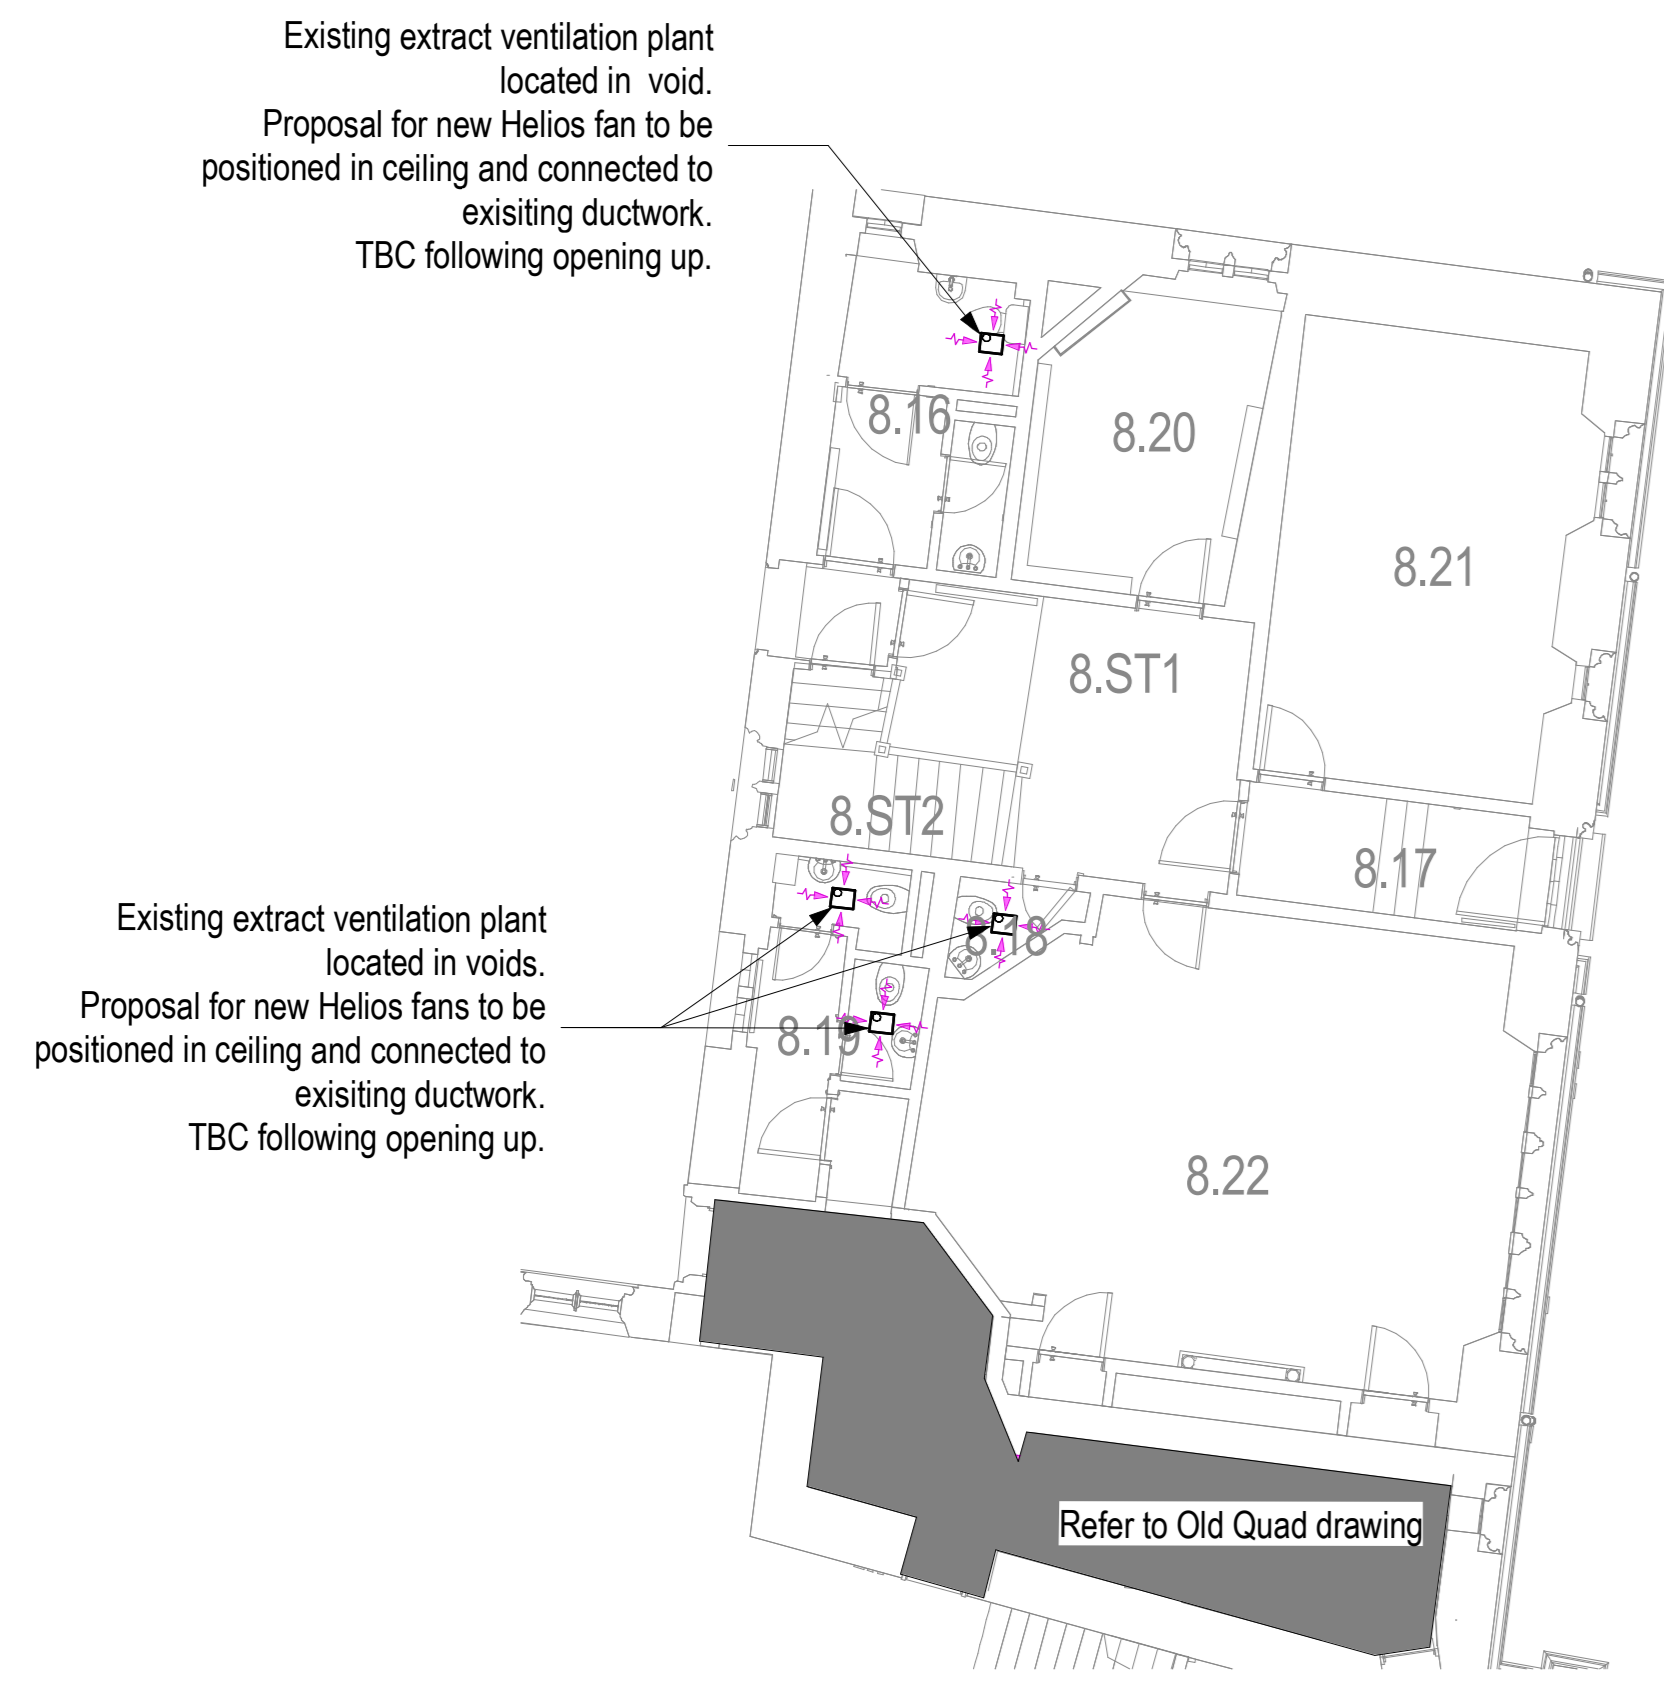 Existing extract ventilation plant
located in void.
Proposal for new Helios fan to be
positioned in ceiling and connected to
exisiting ductwork.
TBC following opening up.
8.16
8.20
8.21
8.ST1
8.ST2
8.17
Existing extract ventilation plant
located in voids.
Proposal for new Helios fans to be
positioned in ceiling and connected to
exisiting ductwork.
TBC following opening up.
8.18
8.19
8.22
Refer to Old Quad drawing